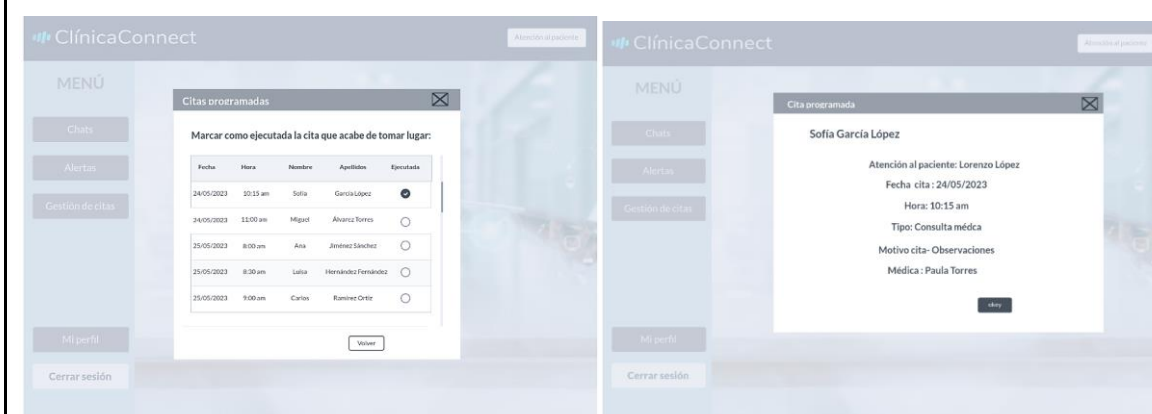 ClínicaConnect
Atención al paciente
MENÚ
Chats
Alertas
Gestión de citas
Mi perfil
Cerrar sesión
Citas programadas
Marcar como ejecutada la cita que acabe de tomar lugar:
Fecha Hora Nombre Apellidos Ejecutada
24/05/2023 10:15 am Sofía García López
24/05/2023 11:00 am Miguel Álvarez Torres
25/05/2023 8:00 am Ana Jiménez Sánchez
25/05/2023 8:30 am Luisa Hernández Fernández
25/05/2023 9:00 am Carlos Ramírez Ortiz
Volver
ClínicaConnect
Atención al paciente
MENÚ
Chats
Alertas
Gestión de citas
Mi perfil
Cerrar sesión
Cita programada
Sofía García López
Atención al paciente: Lorenzo López
Fecha cita : 24/05/2023
Hora: 10:15 am
Tipo: Consulta médca
Motivo cita- Observaciones
Médica : Paula Torres
okey